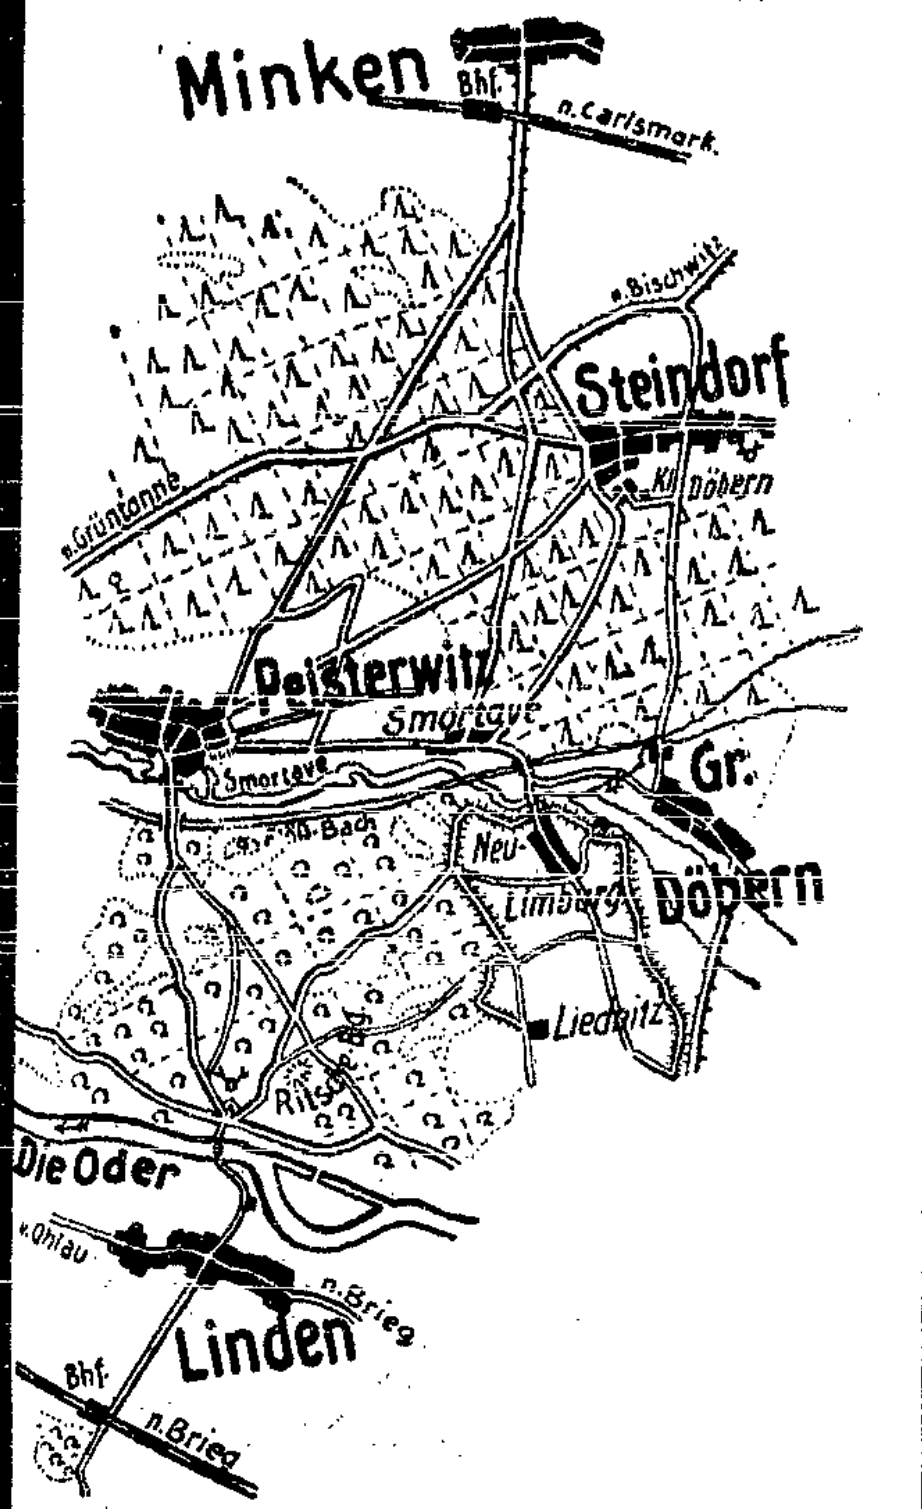 Minken
Bhf.
n. Carlsmark.
n. Bischwitz
Steindorf
Kl. Döbern
n. Grüntanne
Peisterwitz
Smortave
Smortave
Gr.
Döbern
Bach
Neu
Limburg
Liednitz
Die Oder
v. Ohlau
n. Brieg
Linden
Bhf.
n. Brieg